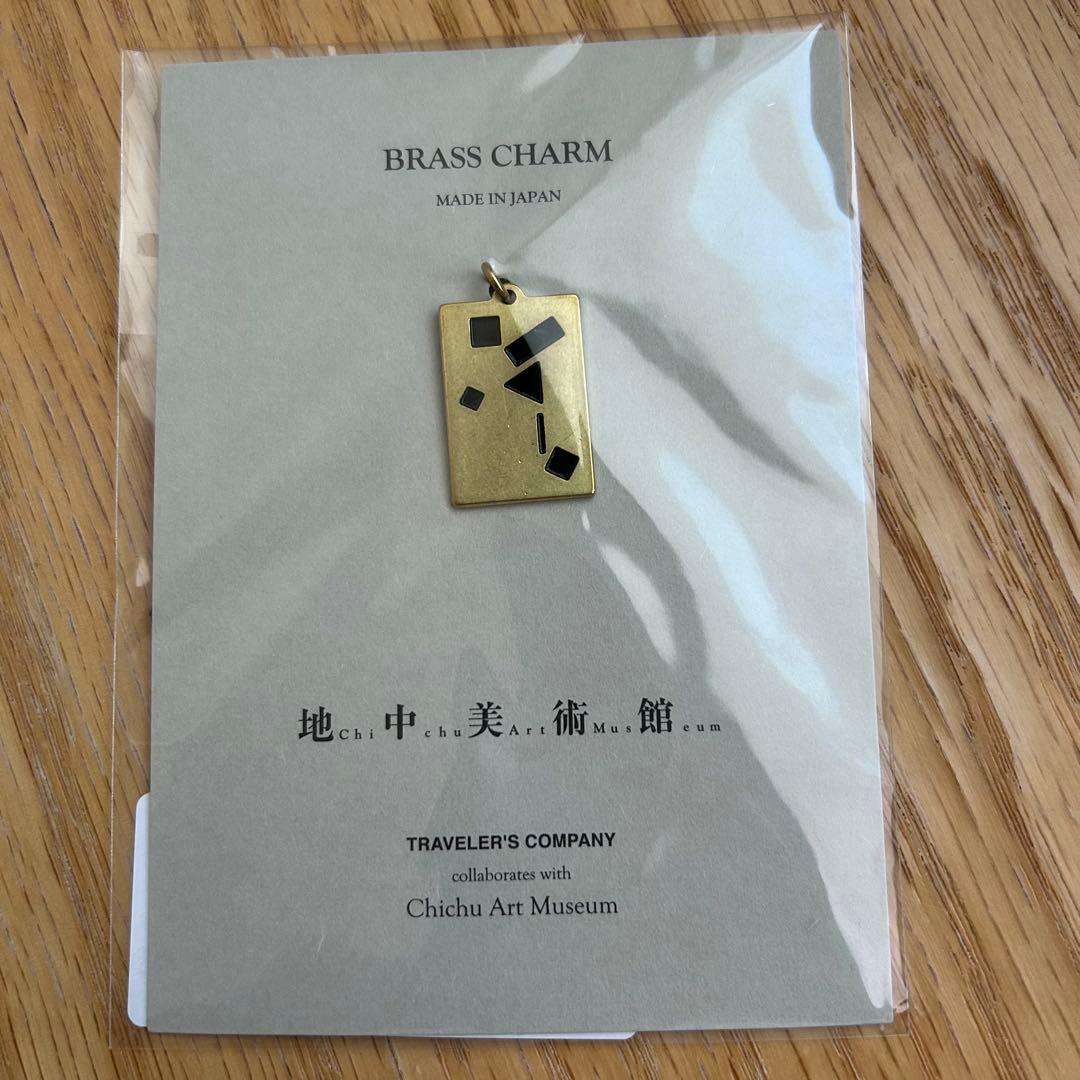 BRASS CHARM
MADE IN JAPAN
地Chi中chu美Art術Mus館eum
TRAVELER'S COMPANY
collaborates with
Chichu Art Museum